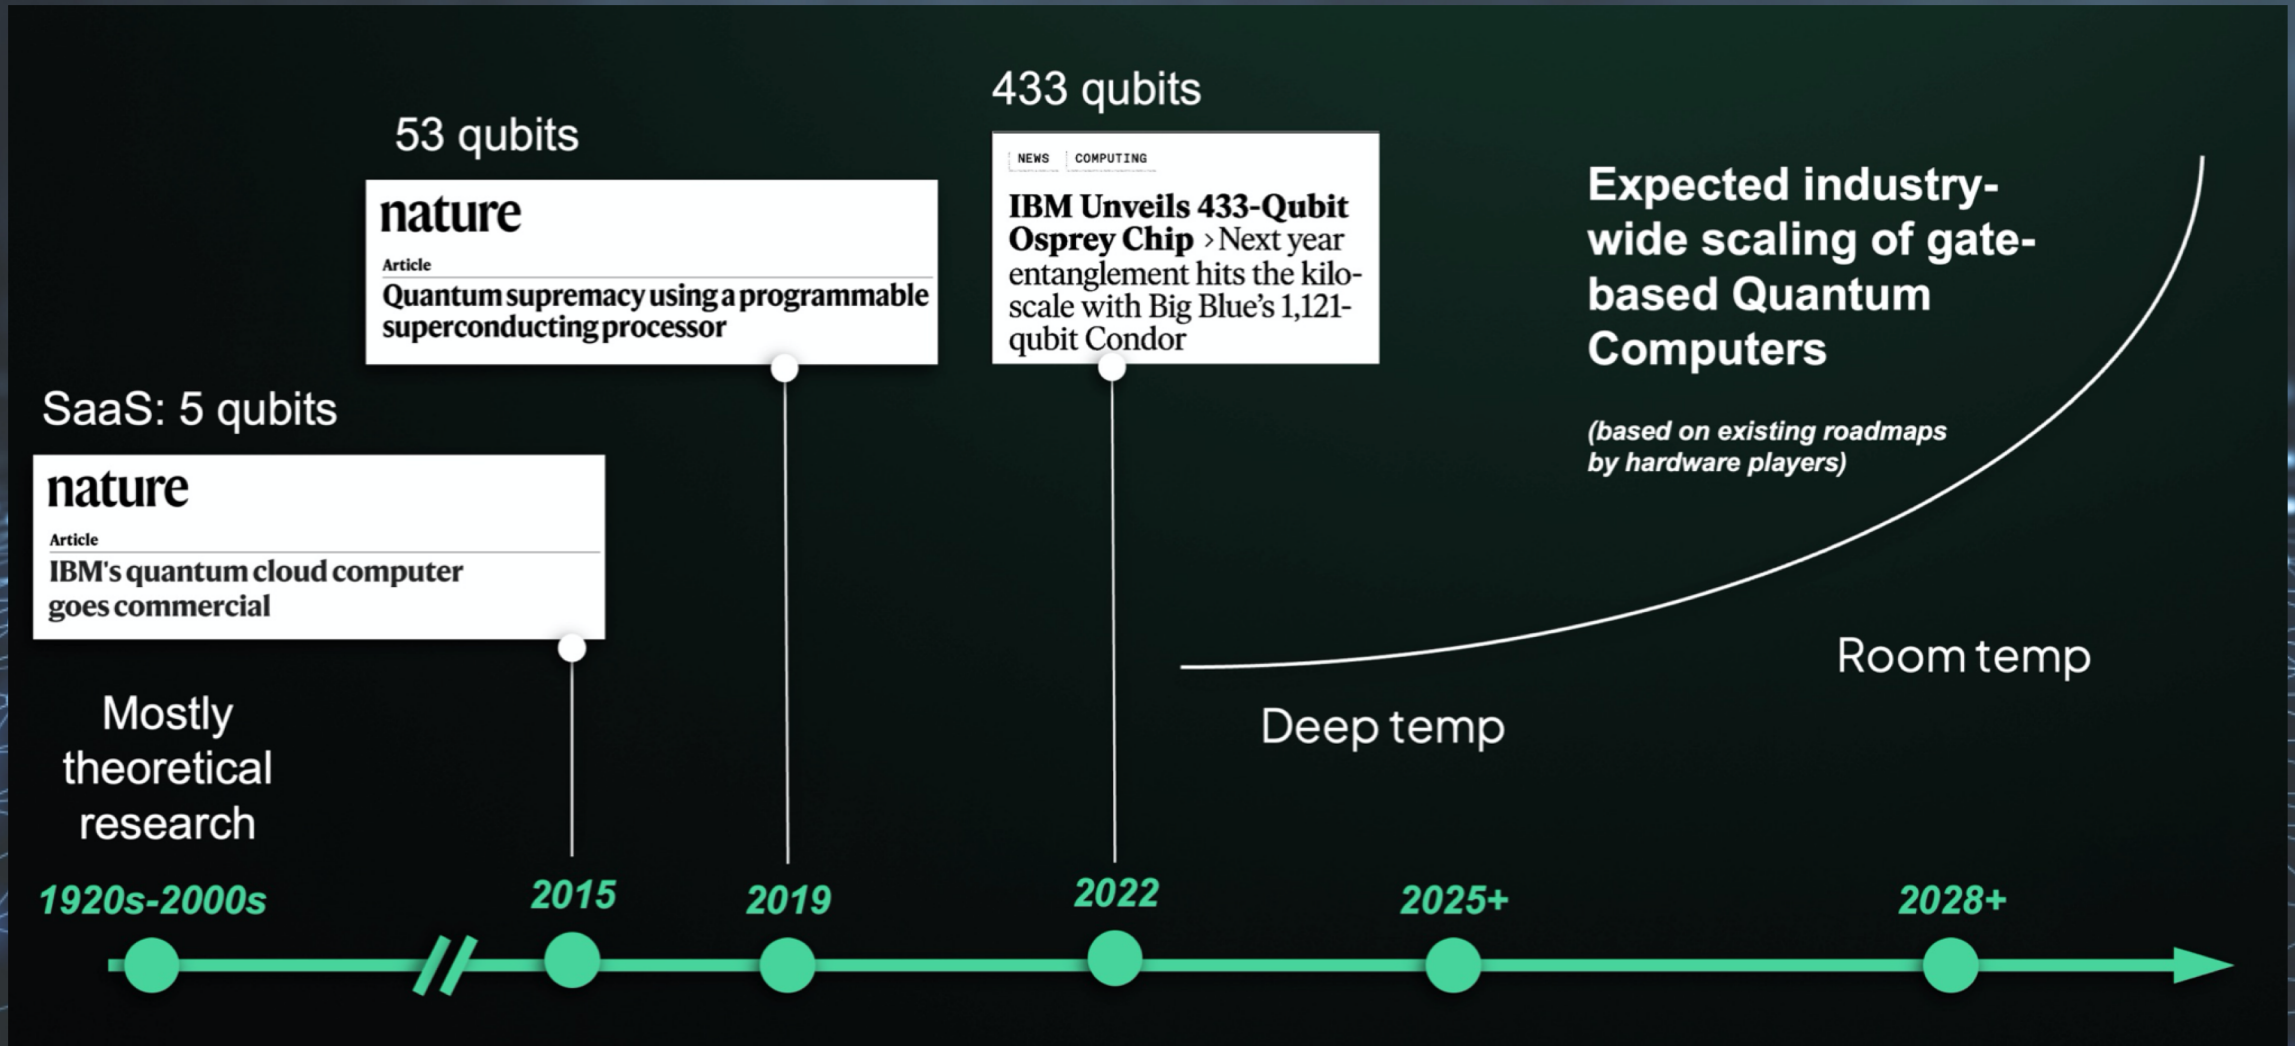 433 qubits
53 qubits
NEWS COMPUTING
IBM Unveils 433-Qubit
Osprey Chip › Next year
entanglement hits the kilo-
scale with Big Blue’s 1,121-
qubit Condor
nature
Article
Quantum supremacy using a programmable
superconducting processor
Expected industry-
wide scaling of gate-
based Quantum
Computers
(based on existing roadmaps
by hardware players)
SaaS: 5 qubits
nature
Article
IBM's quantum cloud computer
goes commercial
Mostly
theoretical
research
Deep temp
Room temp
1920s-2000s
2015
2019
2022
2025+
2028+